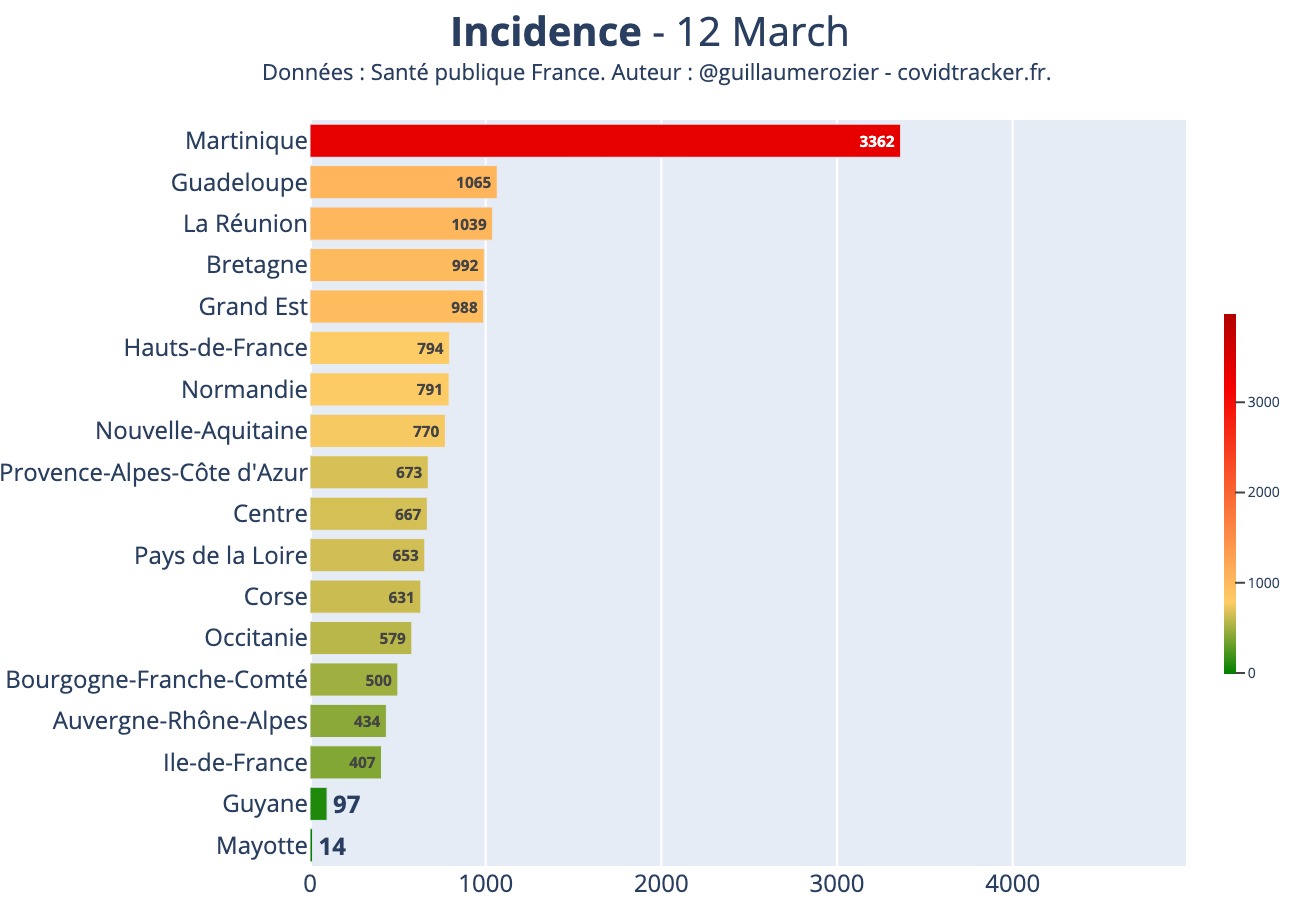 Incidence - 12 March
Données : Santé publique France. Auteur : @guillaumerozier - covidtracker.fr.
Martinique 3362
Guadeloupe 1065
La Réunion 1039
Bretagne 992
Grand Est 988
Hauts-de-France 794
Normandie 791
Nouvelle-Aquitaine 770
Provence-Alpes-Côte d'Azur 673
Centre 667
Pays de la Loire 653
Corse 631
Occitanie 579
Bourgogne-Franche-Comté 500
Auvergne-Rhône-Alpes 434
Ile-de-France 407
Guyane 97
Mayotte 14
0 1000 2000 3000 4000
3000
2000
1000
0